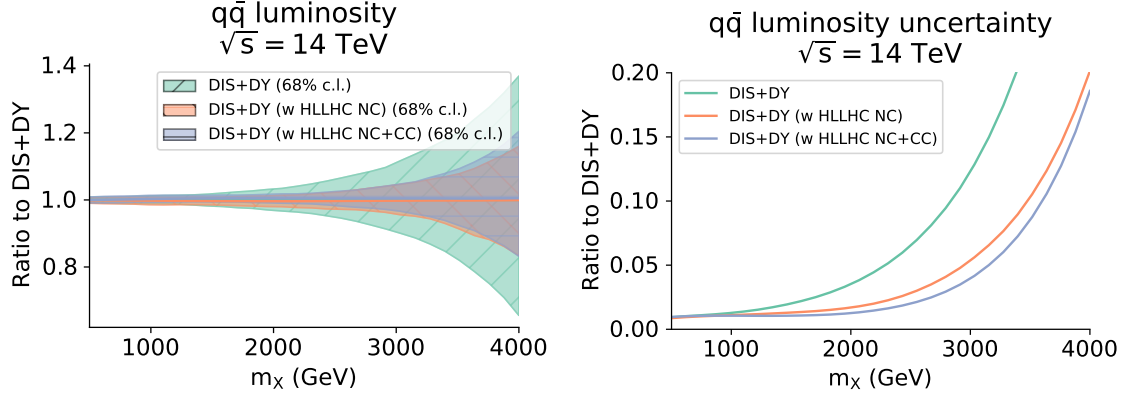 qq̄ luminosity
√s = 14 TeV
Ratio to DIS+DY
1.4
1.2
1.0
0.8
DIS+DY (68% c.l.)
DIS+DY (w HLLHC NC) (68% c.l.)
DIS+DY (w HLLHC NC+CC) (68% c.l.)
1000 2000 3000 4000
m_X (GeV)
qq̄ luminosity uncertainty
√s = 14 TeV
Ratio to DIS+DY
0.20
0.15
0.10
0.05
0.00
DIS+DY
DIS+DY (w HLLHC NC)
DIS+DY (w HLLHC NC+CC)
1000 2000 3000 4000
m_X (GeV)